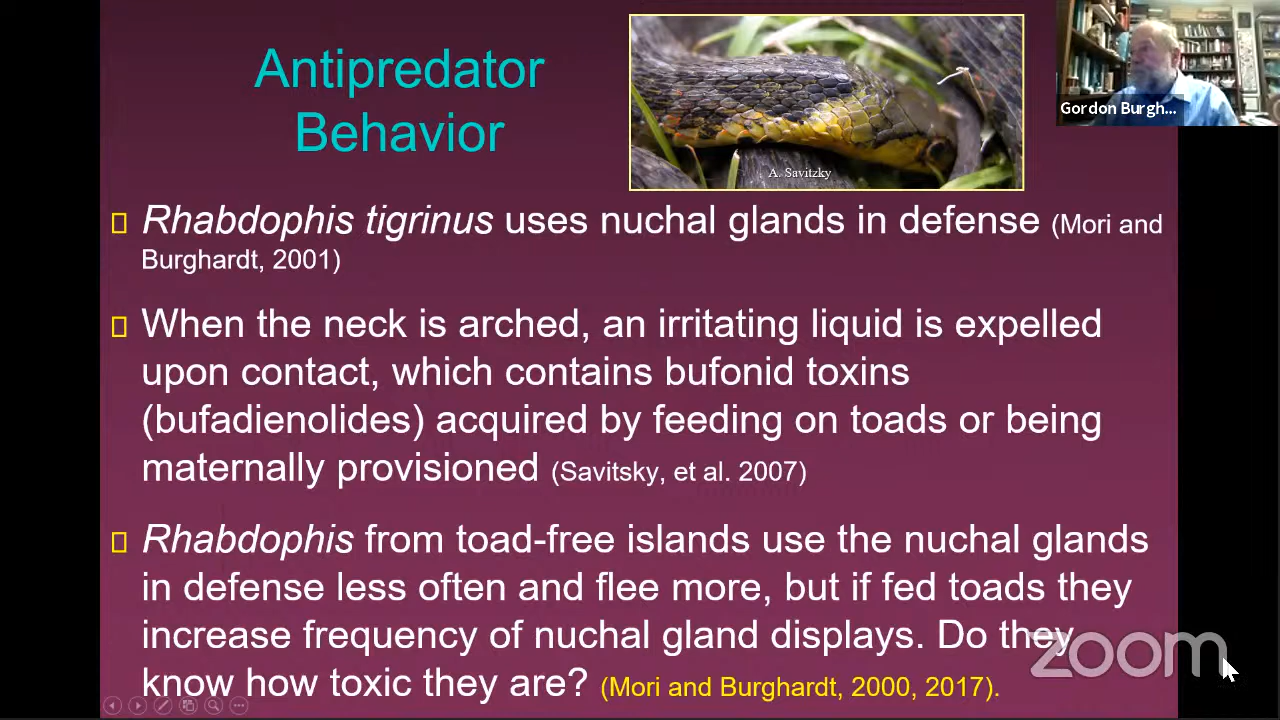 Antipredator
Behavior
A. Savitzky
Gordon Burgh...
Rhabdophis tigrinus uses nuchal glands in defense (Mori and
Burghardt, 2001)
When the neck is arched, an irritating liquid is expelled
upon contact, which contains bufonid toxins
(bufadienolides) acquired by feeding on toads or being
maternally provisioned (Savitsky, et al. 2007)
Rhabdophis from toad-free islands use the nuchal glands
in defense less often and flee more, but if fed toads they
increase frequency of nuchal gland displays. Do they
know how toxic they are? (Mori and Burghardt, 2000, 2017).
zoom